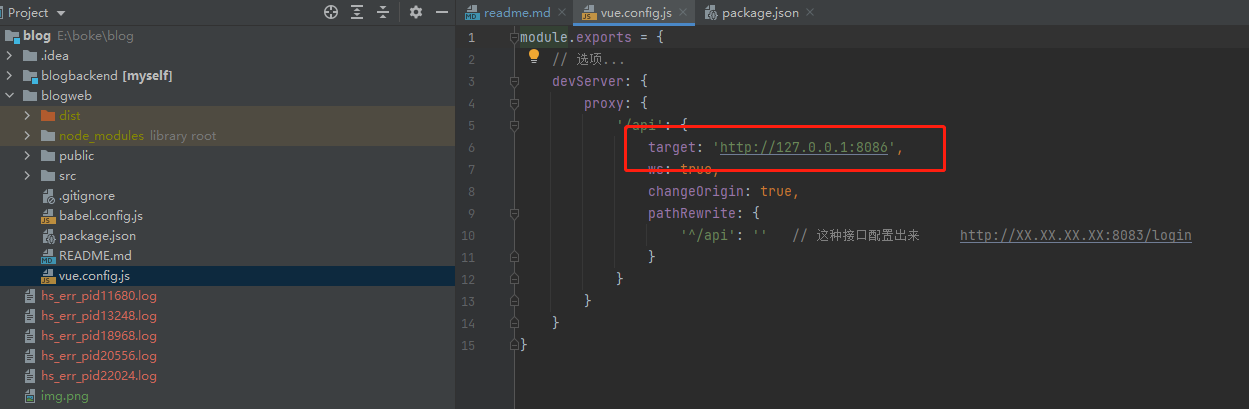 Project
blog E:\boke\blog
.idea
blogbackend [myself]
blogweb
dist
node_modules library root
public
src
.gitignore
babel.config.js
package.json
README.md
vue.config.js
hs_err_pid11680.log
hs_err_pid13248.log
hs_err_pid18968.log
hs_err_pid20556.log
hs_err_pid22024.log
img.png
readme.md vue.config.js package.json
1 module.exports = {
2 // 选项...
3 devServer: {
4 proxy: {
5 '/api': {
6 target: 'http://127.0.0.1:8086',
7 ws: true,
8 changeOrigin: true,
9 pathRewrite: {
10 '^/api': '' // 这种接口配置出来 http://XX.XX.XX.XX:8083/login
11 }
12 }
13 }
14 }
15 }